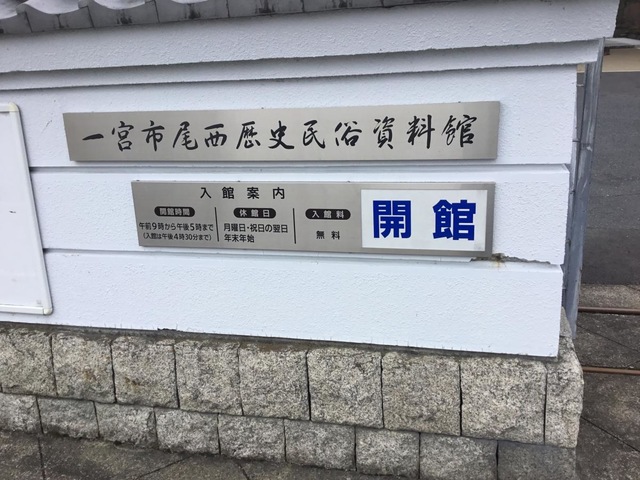 一宮市尾西歴史民俗資料館
入館案内
開館時間
午前9時から午後5時まで
(入館は午後4時30分まで)
休館日
月曜日・祝日の翌日
年末年始
入館料
無料
開館